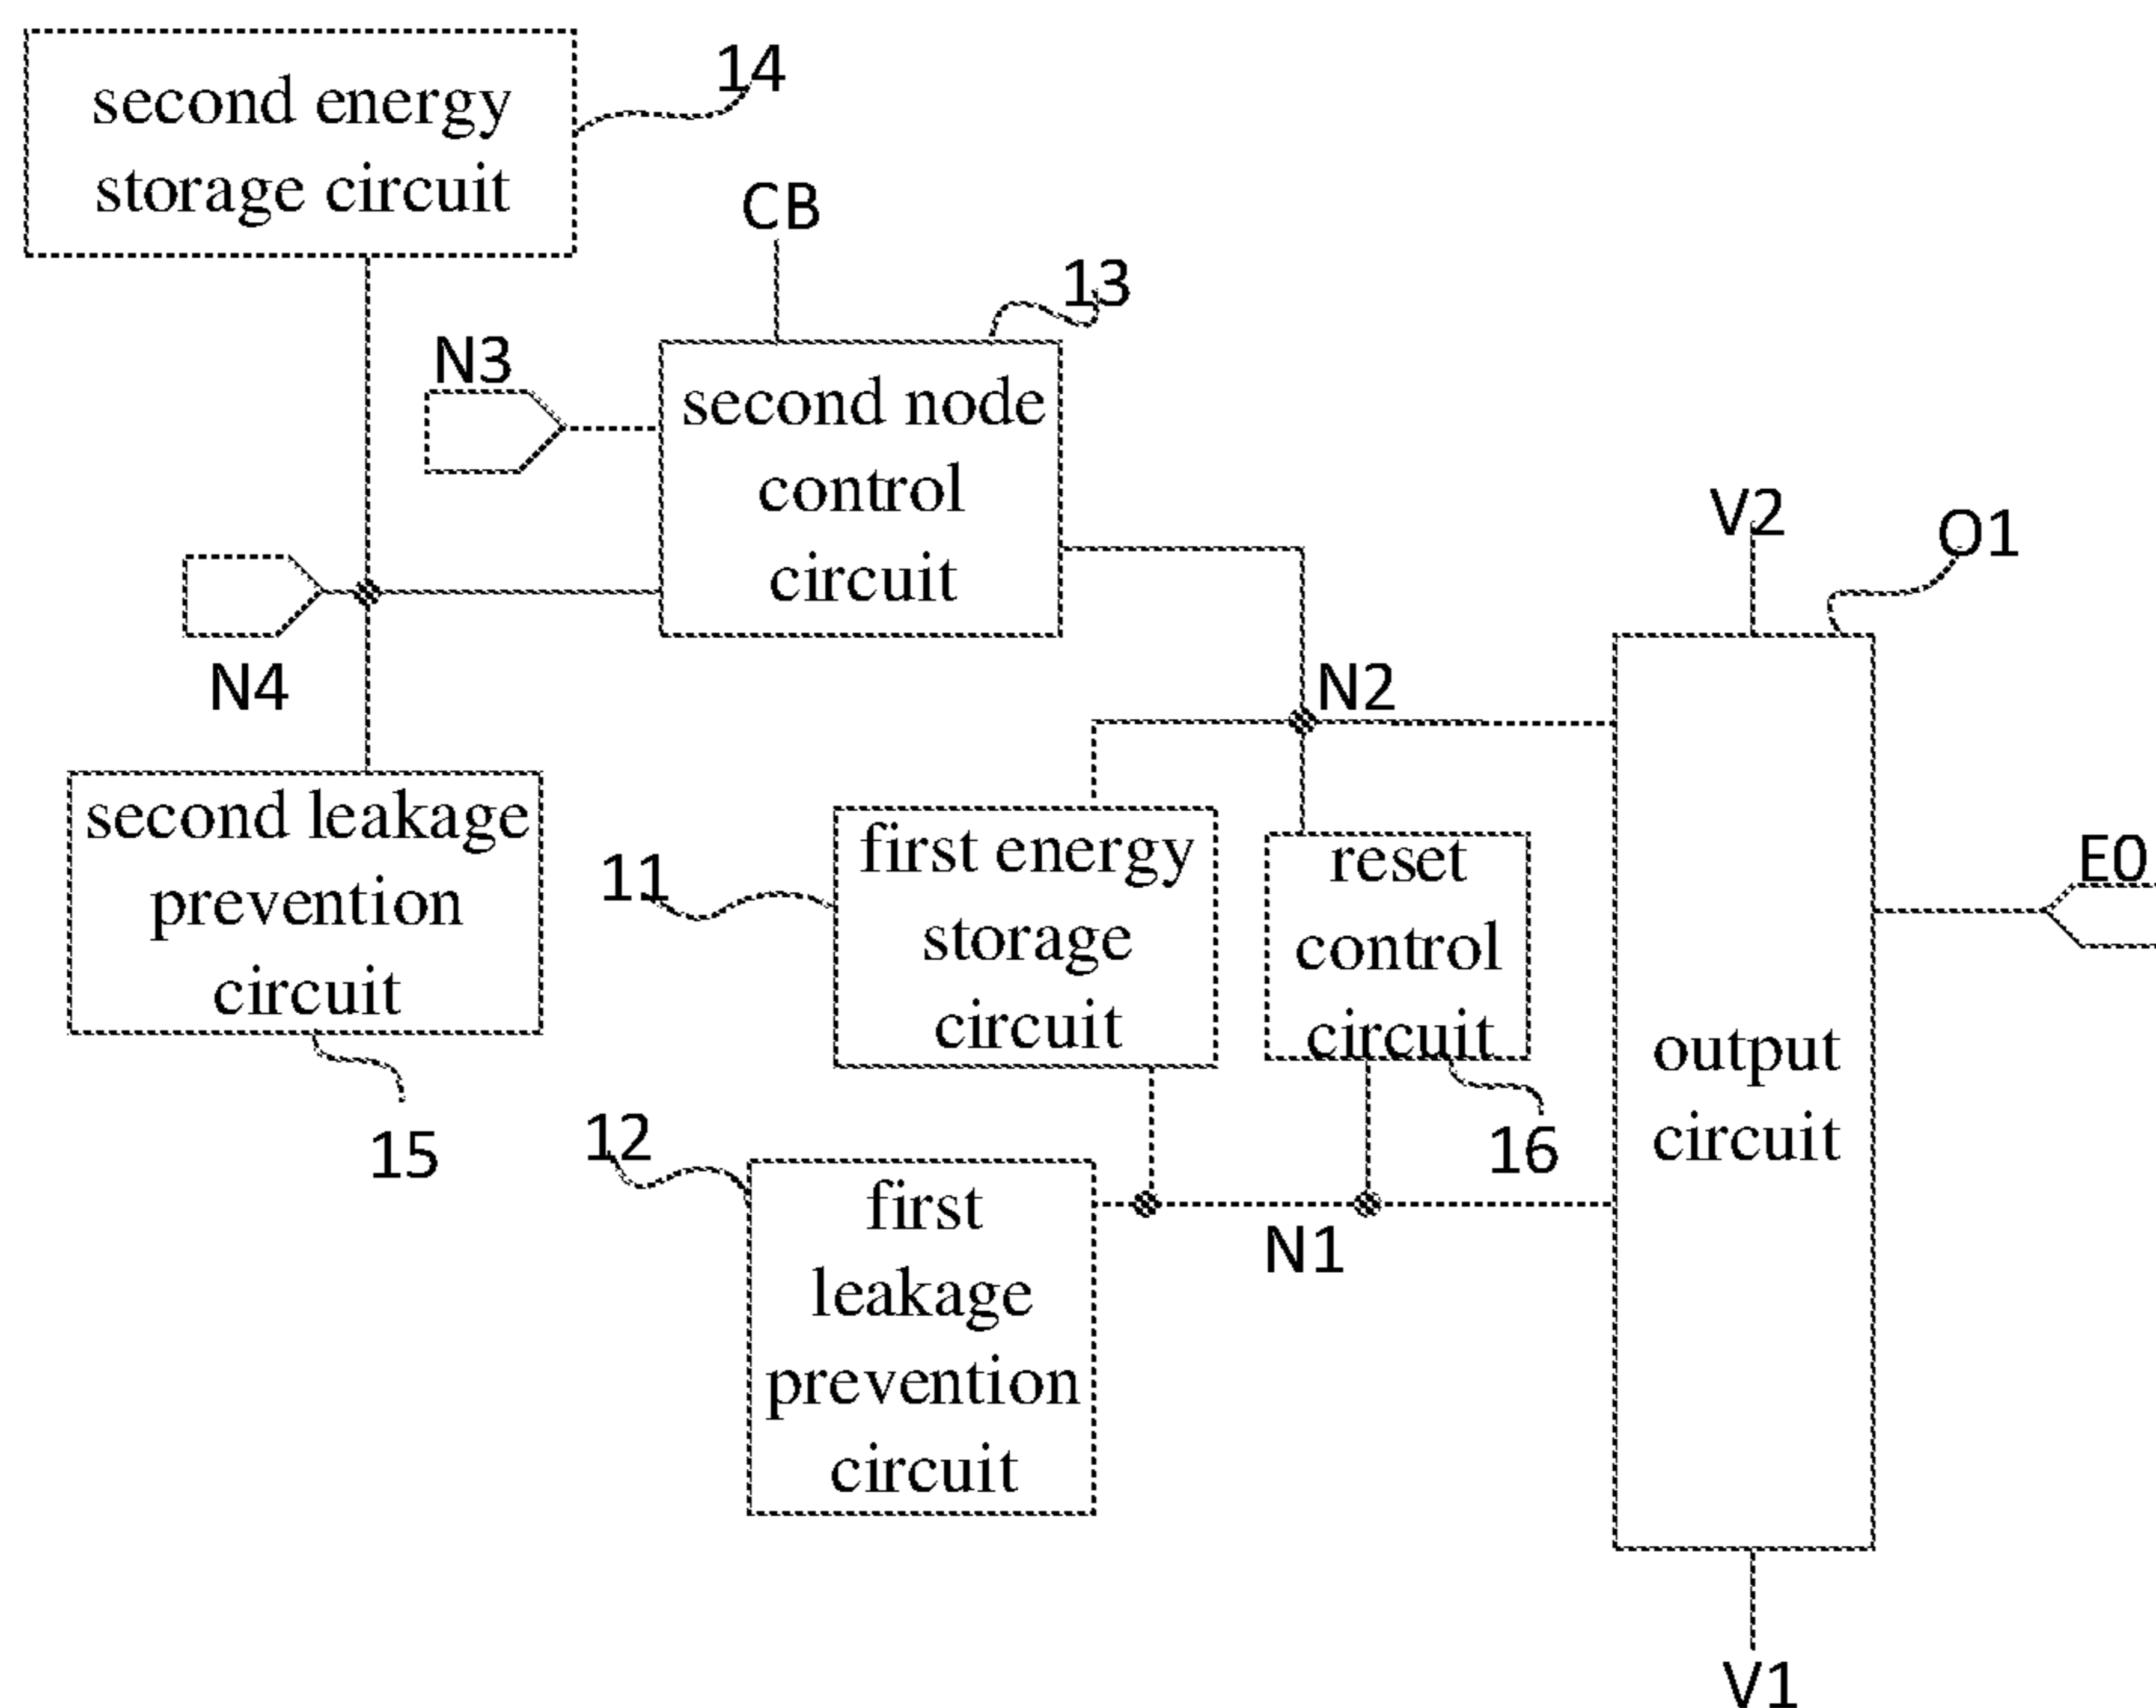 second energy
storage circuit
14
CB
13
N3
second node
control
circuit
N4
V2
O1
N2
second leakage
prevention
circuit
15
11
first energy
storage
circuit
reset
control
circuit
16
E0
output
circuit
12
first
leakage
prevention
circuit
N1
V1